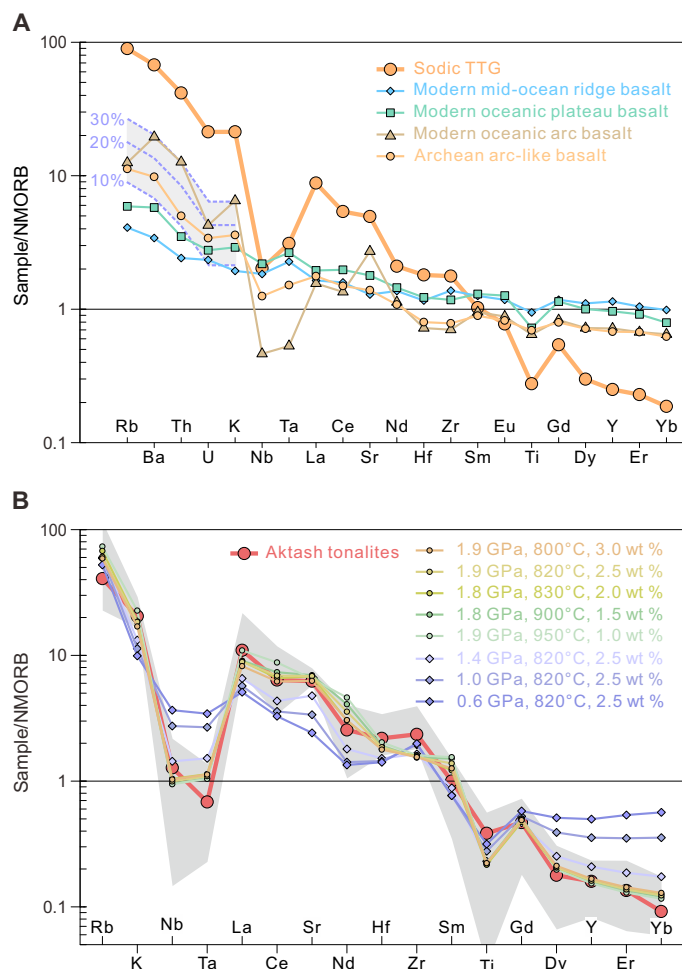 A
100
10
1
0.1
Sample/NMORB
Sodic TTG
Modern mid-ocean ridge basalt
Modern oceanic plateau basalt
Modern oceanic arc basalt
Archean arc-like basalt
30%
20%
10%
Rb Th K Ta Ce Nd Zr Eu Gd Y Yb
Ba U Nb La Sr Hf Sm Ti Dy Er
B
100
10
1
0.1
Sample/NMORB
Aktash tonalites
1.9 GPa, 800°C, 3.0 wt %
1.9 GPa, 820°C, 2.5 wt %
1.8 GPa, 830°C, 2.0 wt %
1.8 GPa, 900°C, 1.5 wt %
1.9 GPa, 950°C, 1.0 wt %
1.4 GPa, 820°C, 2.5 wt %
1.0 GPa, 820°C, 2.5 wt %
0.6 GPa, 820°C, 2.5 wt %
Rb Nb La Sr Hf Sm Gd Y Yb
K Ta Ce Nd Zr Ti Dy Er